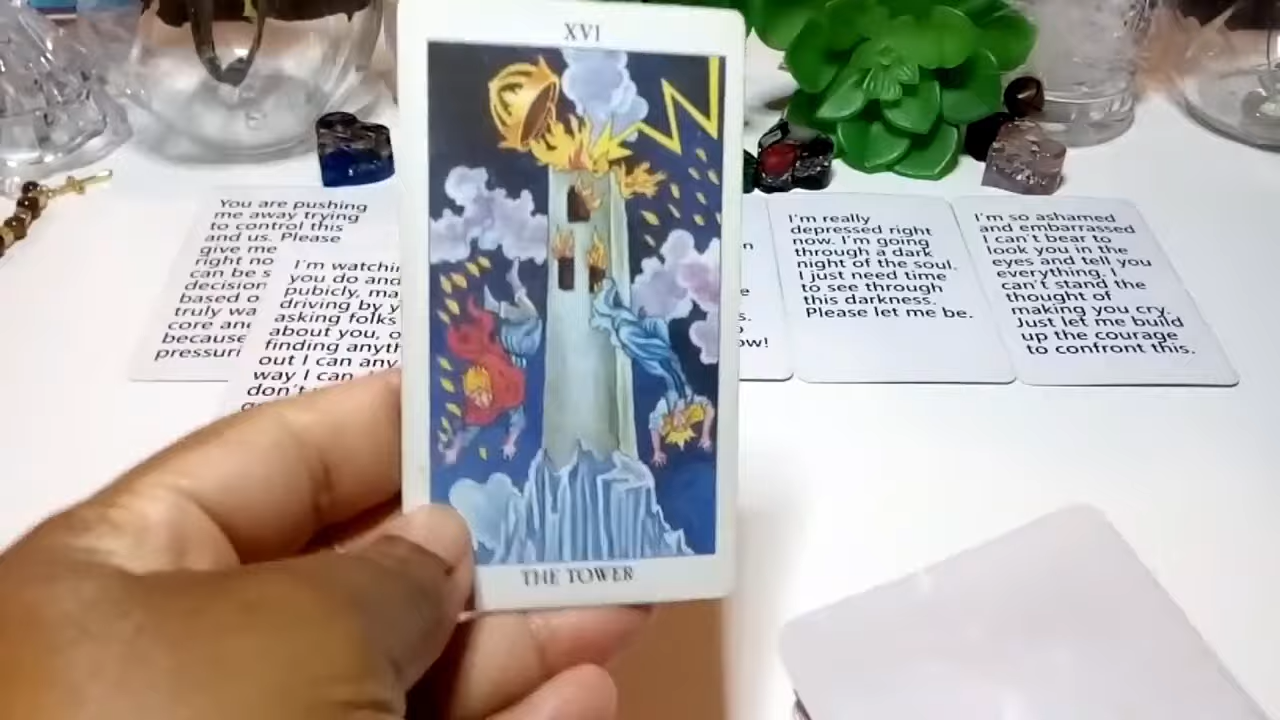 XVI
THE TOWER
You are pushing
me away trying
to control this
and us. Please
give me
right no
can be s
decision
based o
truly wa
core and
because
pressuri
I'm watchi
you do and
pubicly, ma
driving by y
asking folks
about you, o
finding anyth
out I can any
way I can.
don't
ow!
I'm really
depressed right
now. I'm going
through a dark
night of the soul.
I just need time
to see through
this darkness.
Please let me be.
I'm so ashamed
and embarrassed
I can't bear to
look you in the
eyes and tell you
everything. I
can't stand the
thought of
making you cry.
Just let me build
up the courage
to confront this.